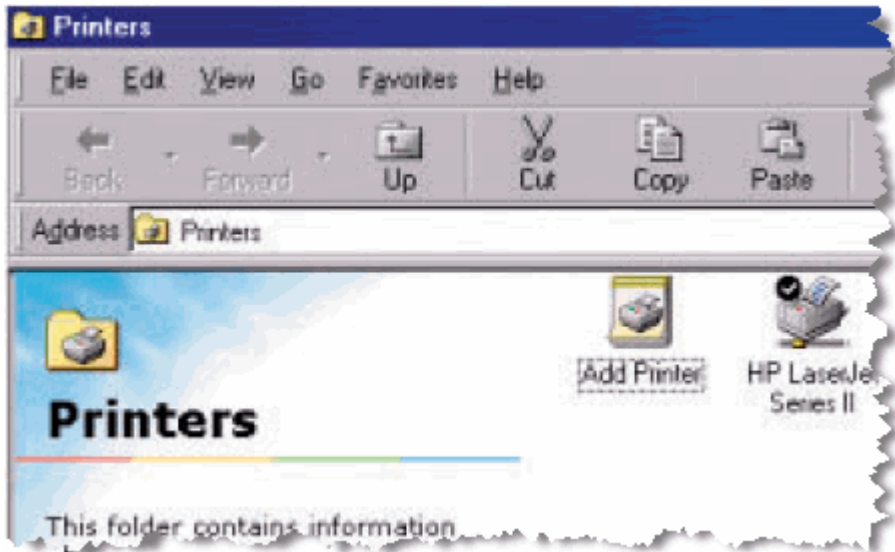 Printers
File Edit View Go Favorites Help
Back Forward Up Cut Copy Paste
Address Printers
Add Printer HP LaserJe
Series II
Printers
This folder contains information